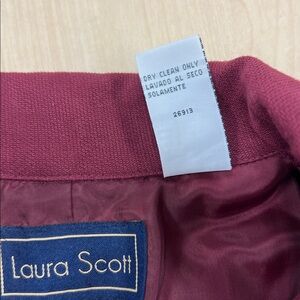 DRY CLEAN ONLY
LAVADO AL SECO
SOLAMENTE
26913
Laura Scott